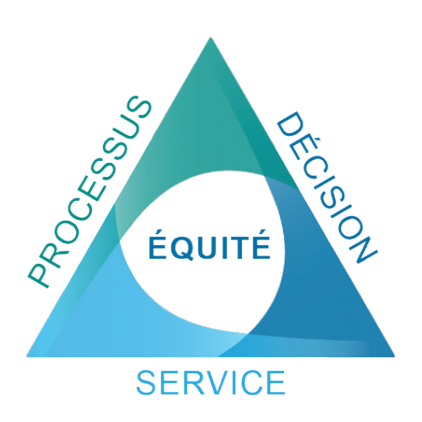 PROCESSUS
DÉCISION
ÉQUITÉ
SERVICE